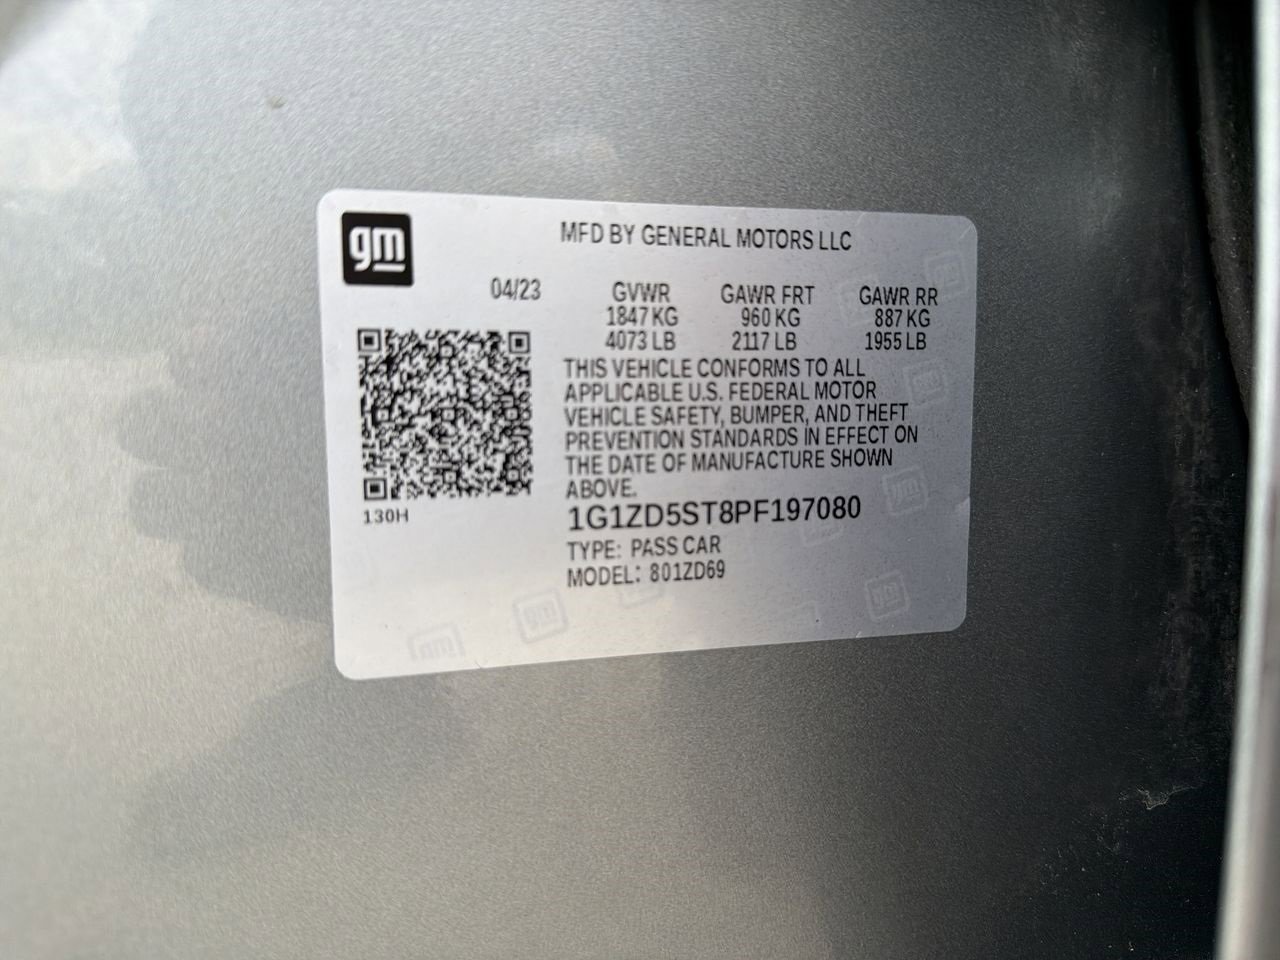 gm
MFD BY GENERAL MOTORS LLC
04/23
GVWR GAWR FRT GAWR RR
1847 KG 960 KG 887 KG
4073 LB 2117 LB 1955 LB
THIS VEHICLE CONFORMS TO ALL
APPLICABLE U.S. FEDERAL MOTOR
VEHICLE SAFETY, BUMPER, AND THEFT
PREVENTION STANDARDS IN EFFECT ON
THE DATE OF MANUFACTURE SHOWN
ABOVE.
130H
1G1ZD5ST8PF197080
TYPE: PASS CAR
MODEL: 801ZD69